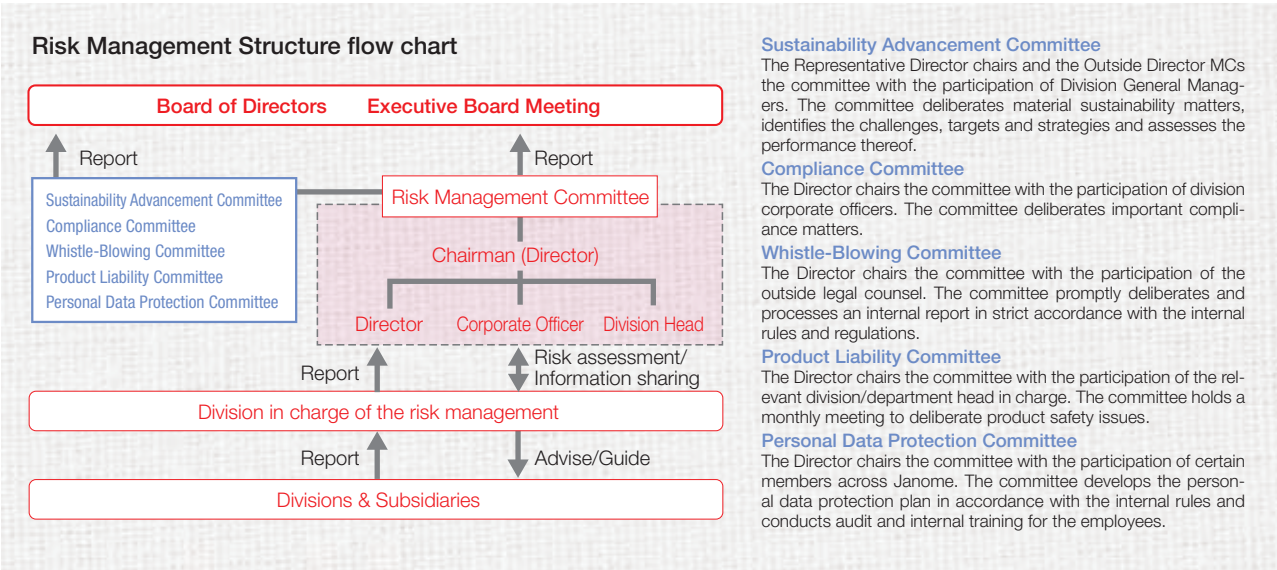 Risk Management Structure flow chart
Board of Directors Executive Board Meeting
Report
Report
Sustainability Advancement Committee
Compliance Committee
Whistle-Blowing Committee
Product Liability Committee
Personal Data Protection Committee
Risk Management Committee
Chairman (Director)
Director
Corporate Officer
Division Head
Report
Risk assessment/
Information sharing
Division in charge of the risk management
Report
Advise/Guide
Divisions & Subsidiaries
Sustainability Advancement Committee
The Representative Director chairs and the Outside Director MCs
the committee with the participation of Division General Manag-
ers. The committee deliberates material sustainability matters,
identifies the challenges, targets and strategies and assesses the
performance thereof.
Compliance Committee
The Director chairs the committee with the participation of division
corporate officers. The committee deliberates important compli-
ance matters.
Whistle-Blowing Committee
The Director chairs the committee with the participation of the
outside legal counsel. The committee promptly deliberates and
processes an internal report in strict accordance with the internal
rules and regulations.
Product Liability Committee
The Director chairs the committee with the participation of the rel-
evant division/department head in charge. The committee holds a
monthly meeting to deliberate product safety issues.
Personal Data Protection Committee
The Director chairs the committee with the participation of certain
members across Janome. The committee develops the person-
al data protection plan in accordance with the internal rules and
conducts audit and internal training for the employees.